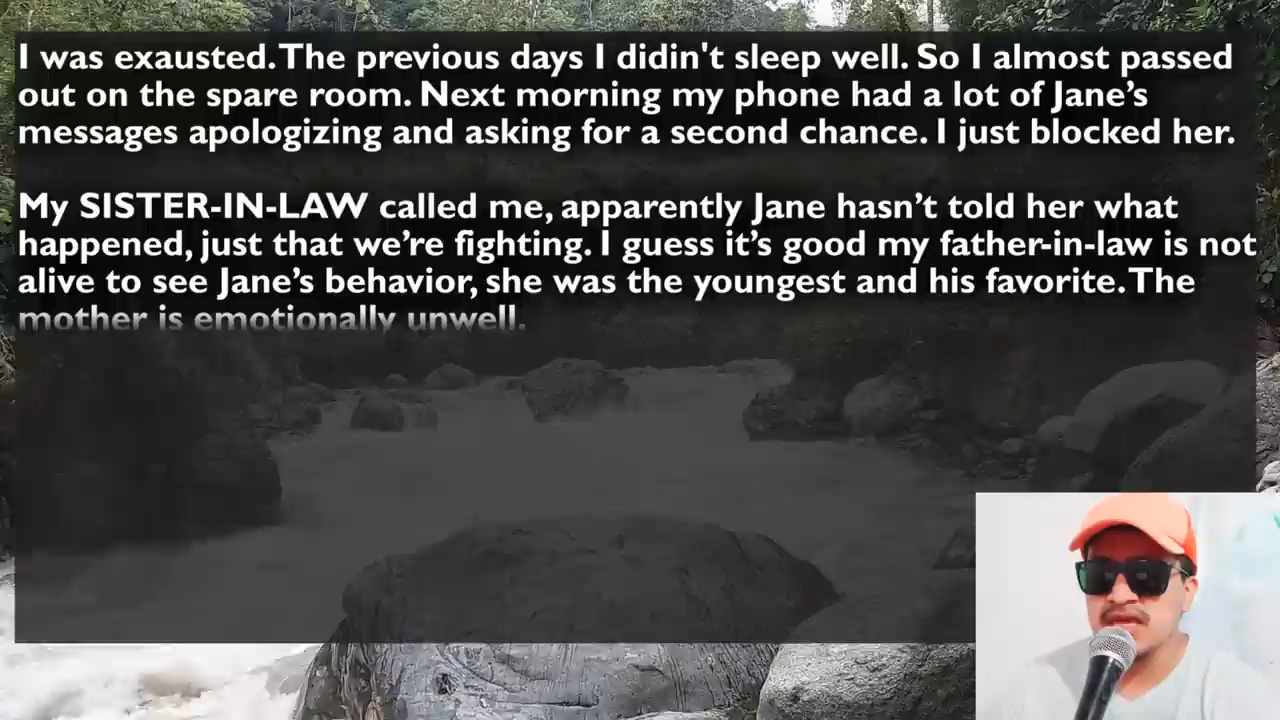 I was exausted. The previous days I didin't sleep well. So I almost passed
out on the spare room. Next morning my phone had a lot of Jane’s
messages apologizing and asking for a second chance. I just blocked her.
My SISTER-IN-LAW called me, apparently Jane hasn’t told her what
happened, just that we’re fighting. I guess it’s good my father-in-law is not
alive to see Jane’s behavior, she was the youngest and his favorite. The
mother is emotionally unwell.